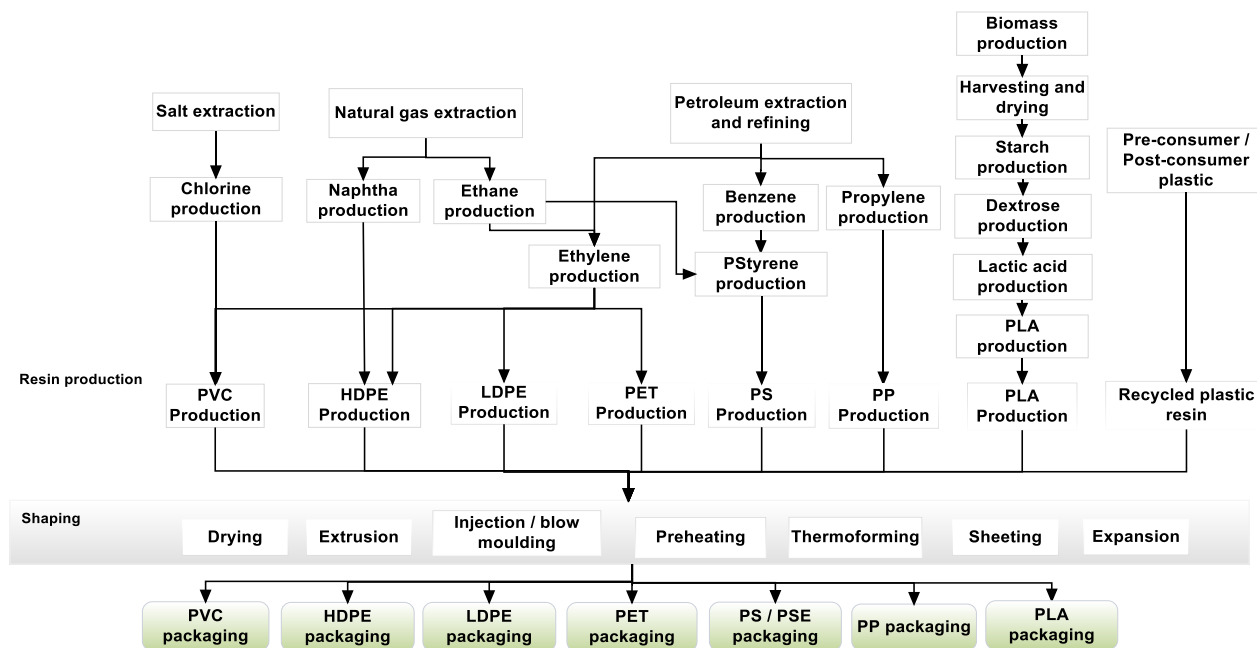 Biomass
production
Harvesting and
drying
Salt extraction
Natural gas extraction
Petroleum extraction
and refining
Starch
production
Pre-consumer /
Post-consumer
plastic
Chlorine
production
Naphtha
production
Ethane
production
Benzene
production
Propylene
production
Dextrose
production
Ethylene
production
PStyrene
production
Lactic acid
production
PLA
production
Resin production
PVC
Production
HDPE
Production
LDPE
Production
PET
Production
PS
Production
PP
Production
PLA
Production
Recycled plastic
resin
Shaping
Drying
Extrusion
Injection / blow
moulding
Preheating
Thermoforming
Sheeting
Expansion
PVC
packaging
HDPE
packaging
LDPE
packaging
PET
packaging
PS / PSE
packaging
PP packaging
PLA
packaging